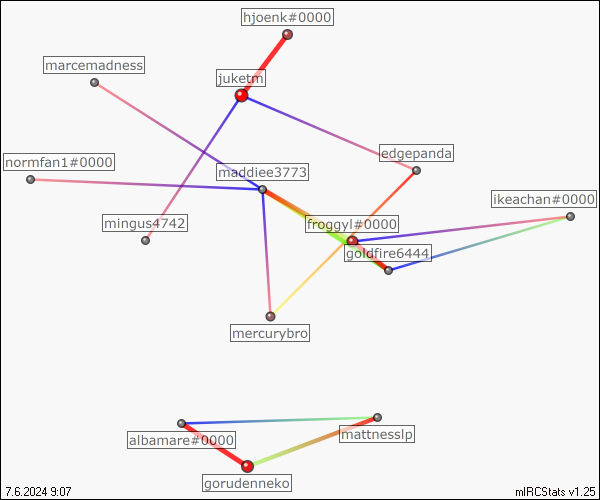 hjoenk#0000
marcemadness
juketm
edgepanda
normfan1#0000
maddiee3773
ikeachan#0000
mingus4742
froggyl#0000
goldfire6444
mercurybro
albamare#0000
mattnesslp
gorudenneko
7.6.2024 9:07
mIRCStats v1.25